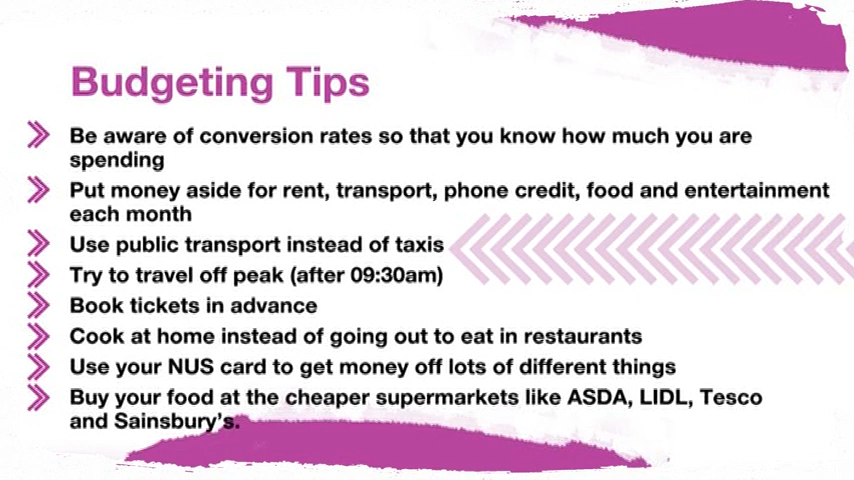 Budgeting Tips
Be aware of conversion rates so that you know how much you are
spending
Put money aside for rent, transport, phone credit, food and entertainment
each month
Use public transport instead of taxis
Try to travel off peak (after 09:30am)
Book tickets in advance
Cook at home instead of going out to eat in restaurants
Use your NUS card to get money off lots of different things
Buy your food at the cheaper supermarkets like ASDA, LIDL, Tesco
and Sainsbury’s.